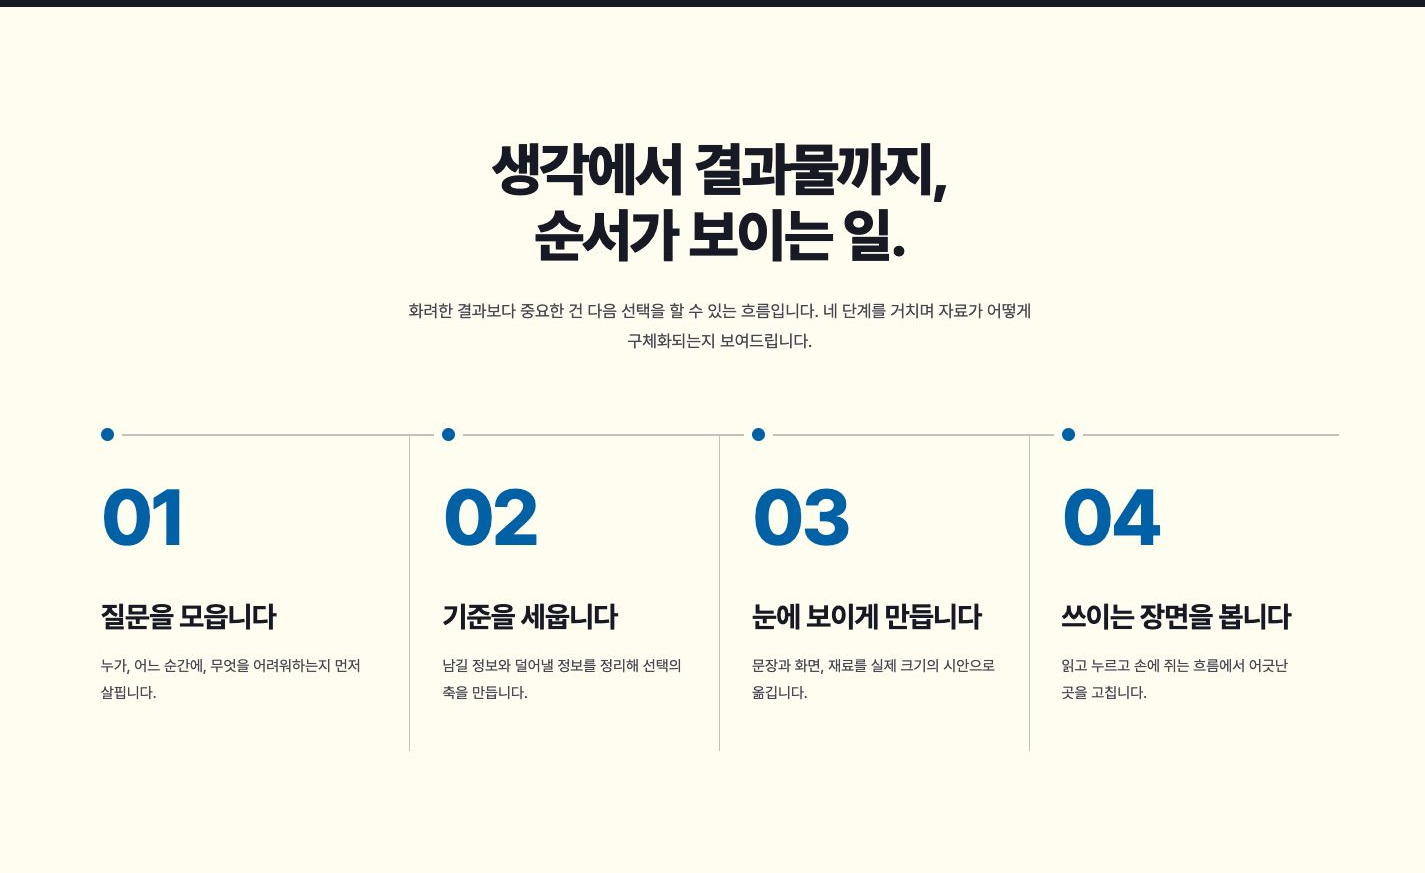 생각에서 결과물까지,
순서가 보이는 일.
화려한 결과보다 중요한 건 다음 선택을 할 수 있는 흐름입니다. 네 단계를 거치며 자료가 어떻게
구체화되는지 보여드립니다.
01
질문을 모읍니다
누가, 어느 순간에, 무엇을 어려워하는지 먼저
살핍니다.
02
기준을 세웁니다
남길 정보와 덜어낼 정보를 정리해 선택의
축을 만듭니다.
03
눈에 보이게 만듭니다
문장과 화면, 재료를 실제 크기의 시안으로
옮깁니다.
04
쓰이는 장면을 봅니다
읽고 누르고 손에 쥐는 흐름에서 어긋난
곳을 고칩니다.